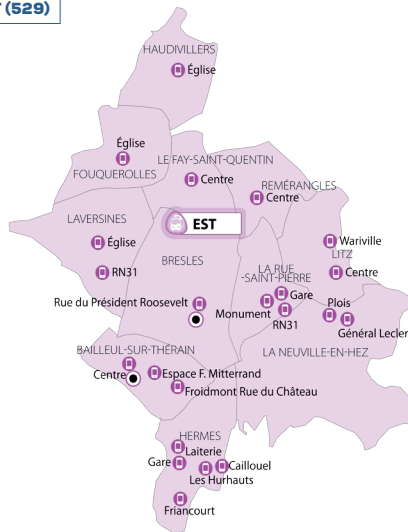 (529)
HAUDIVILLERS
Église
Église
FOUQUEROLLES
LE FAY-SAINT-QUENTIN
Centre
REMÉRANGLES
Centre
LAVERSINES
EST
Église
Wariville
LITZ
BRESLES
RN31
LA RUE
-SAINT-PIERRE
Centre
Gare
Rue du Président Roosevelt
Monument
RN31
Plois
Général Lecler
BAILLEUL-SUR-THÉRAIN
LA NEUVILLE-EN-HEZ
Centre
Espace F. Mitterrand
Froidmont Rue du Château
HERMES
Laiterie
Gare
Caillouel
Les Hurhauts
Friancourt